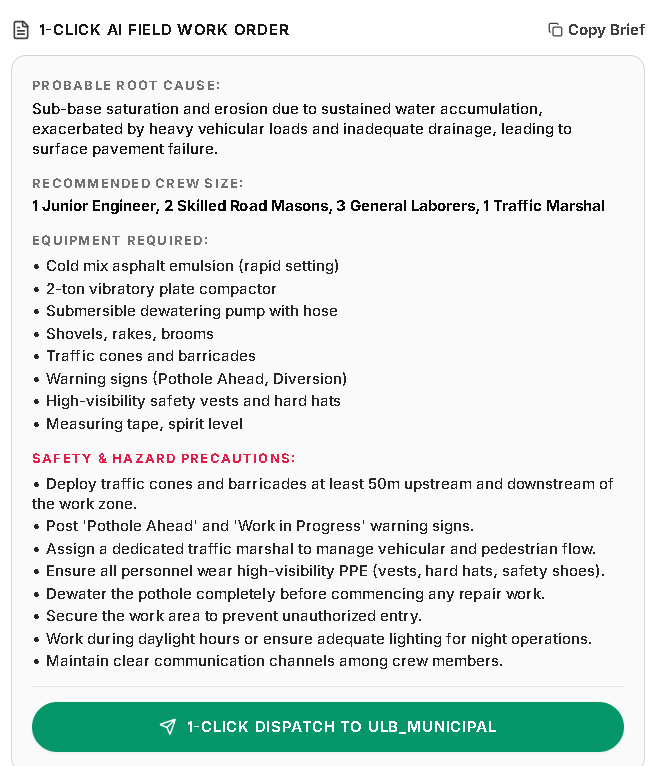 1-CLICK AI FIELD WORK ORDER
Copy Brief
PROBABLE ROOT CAUSE:
Sub-base saturation and erosion due to sustained water accumulation,
exacerbated by heavy vehicular loads and inadequate drainage, leading to
surface pavement failure.
RECOMMENDED CREW SIZE:
1 Junior Engineer, 2 Skilled Road Masons, 3 General Laborers, 1 Traffic Marshal
EQUIPMENT REQUIRED:
• Cold mix asphalt emulsion (rapid setting)
• 2-ton vibratory plate compactor
• Submersible dewatering pump with hose
• Shovels, rakes, brooms
• Traffic cones and barricades
• Warning signs (Pothole Ahead, Diversion)
• High-visibility safety vests and hard hats
• Measuring tape, spirit level
SAFETY & HAZARD PRECAUTIONS:
• Deploy traffic cones and barricades at least 50m upstream and downstream of
the work zone.
• Post 'Pothole Ahead' and 'Work in Progress' warning signs.
• Assign a dedicated traffic marshal to manage vehicular and pedestrian flow.
• Ensure all personnel wear high-visibility PPE (vests, hard hats, safety shoes).
• Dewater the pothole completely before commencing any repair work.
• Secure the work area to prevent unauthorized entry.
• Work during daylight hours or ensure adequate lighting for night operations.
• Maintain clear communication channels among crew members.
1-CLICK DISPATCH TO ULB_MUNICIPAL